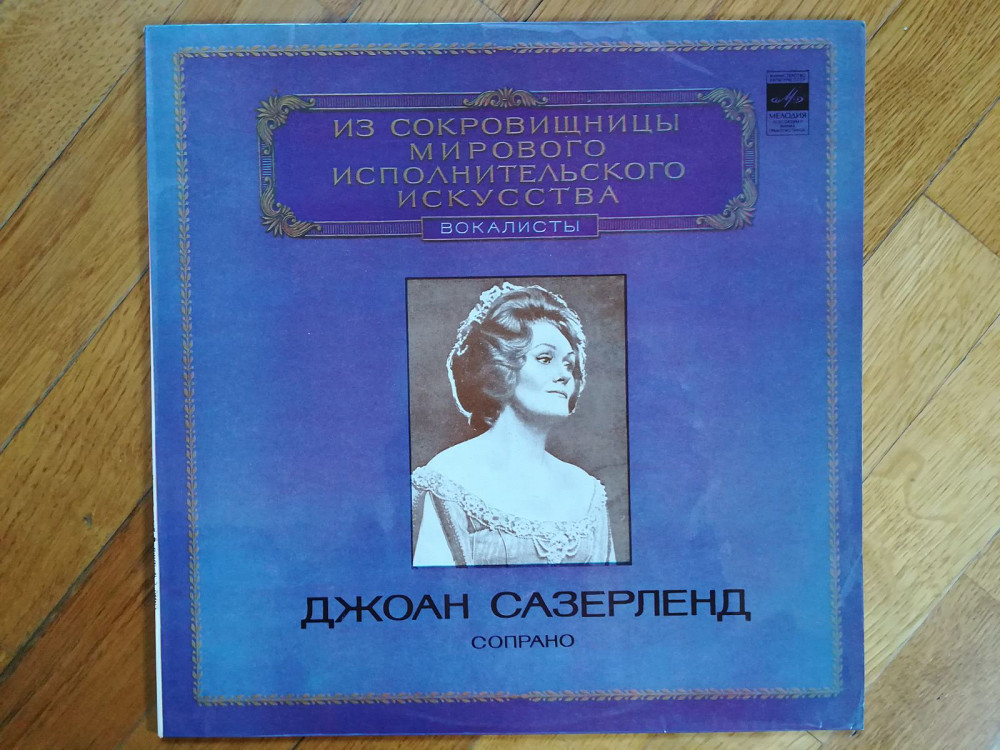 МЕЛОДИЯ
ИЗ СОКРОВИЩНИЦЫ
МИРОВОГО
ИСПОЛНИТЕЛЬСКОГО
ИСКУССТВА
ВОКАЛИСТЫ
ДЖОАН САЗЕРЛЕНД
СОПРАНО